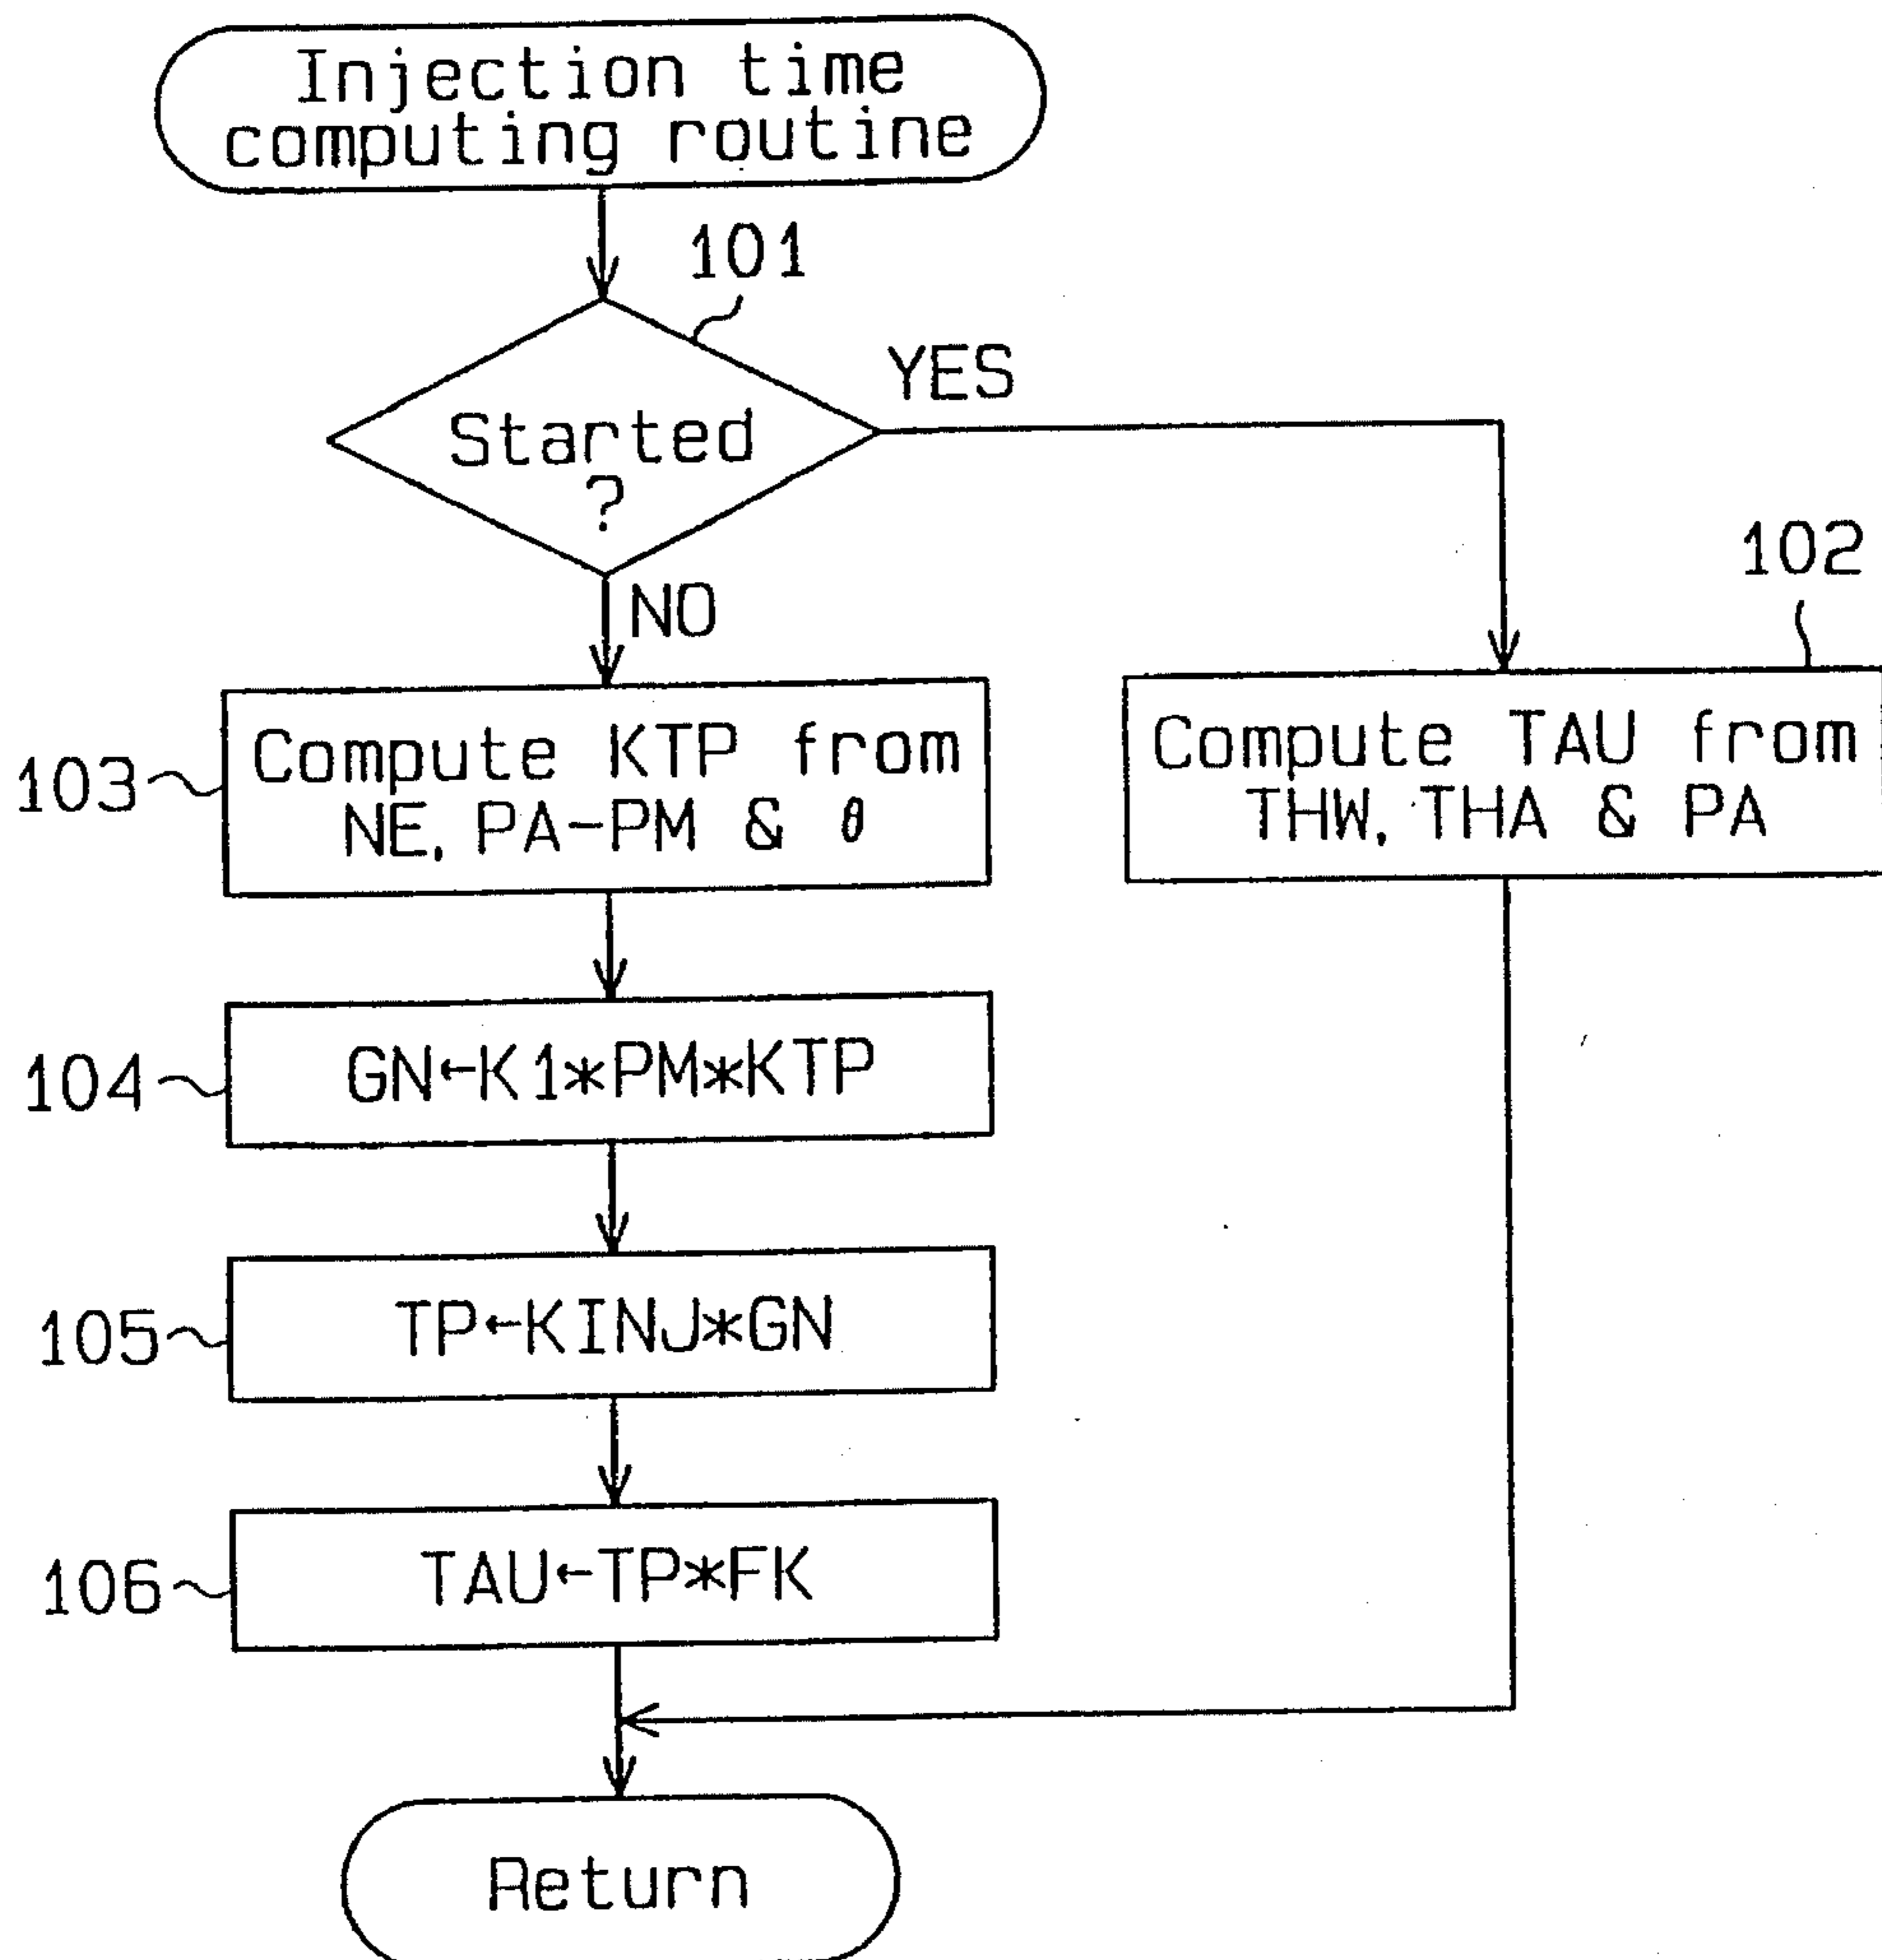 Injection time
computing routine
101
YES
Started
?
NO
102
103
Compute KTP from
NE, PA-PM & θ
Compute TAU from
THW, THA & PA
104
GN←K1*PM*KTP
105
TP←KINJ*GN
106
TAU←TP*FK
Return